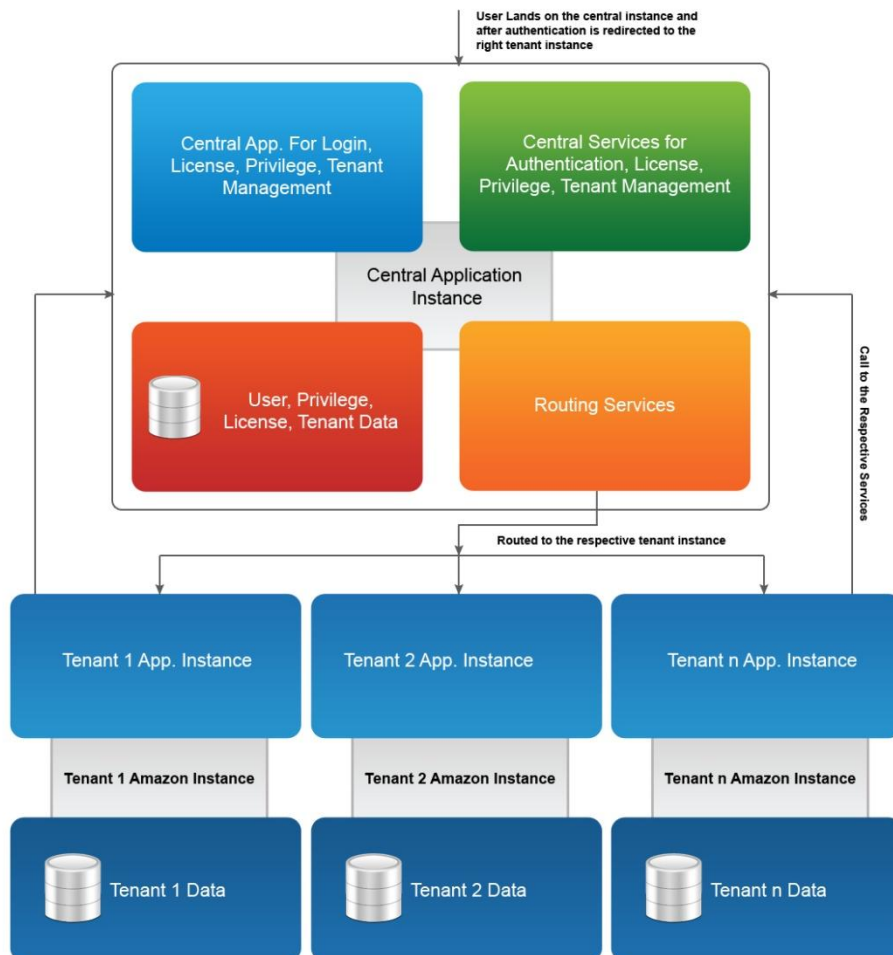 User Lands on the central instance and
after authentication is redirected to the
right tenant instance
Central App. For Login,
License, Privilege, Tenant
Management
Central Services for
Authentication, License,
Privilege, Tenant Management
Central Application
Instance
User, Privilege,
License, Tenant Data
Routing Services
Call to the Respective Services
Routed to the respective tenant instance
Tenant 1 App. Instance
Tenant 2 App. Instance
Tenant n App. Instance
Tenant 1 Amazon Instance
Tenant 2 Amazon Instance
Tenant n Amazon Instance
Tenant 1 Data
Tenant 2 Data
Tenant n Data